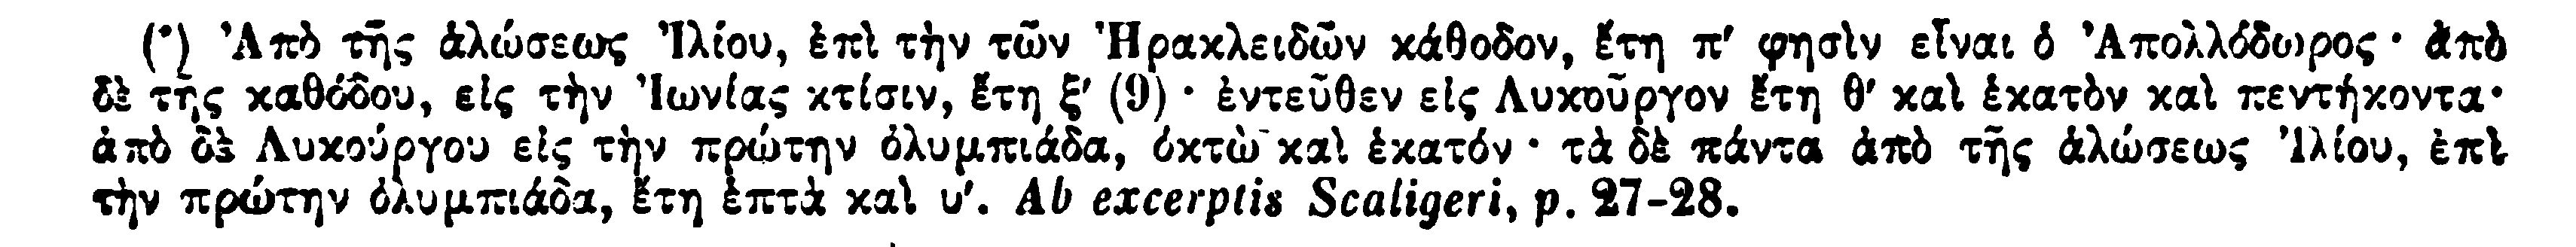 (*) Ἀπὸ τῆς ἁλώσεως Ἰλίου, ἐπὶ τὴν τῶν Ἡρακλειδῶν κάθοδον, ἔτη π′ φησὶν εἶναι ὁ Ἀπολλόδωρος · ἀπὸ
δὲ τῆς καθόδου, εἰς τὴν Ἰωνίας κτίσιν, ἔτη ξ′ (9) · ἐντεῦθεν εἰς Λυκοῦργον ἔτη θ′ καὶ ἑκατὸν καὶ πεντήκοντα·
ἀπὸ δὲ Λυκούργου εἰς τὴν πρώτην ὀλυμπιάδα, ὀκτὼ καὶ ἑκατόν · τὰ δὲ πάντα ἀπὸ τῆς ἁλώσεως Ἰλίου, ἐπὶ
τὴν πρώτην ὀλυμπιάδα, ἔτη ἑπτὰ καὶ υ′. Ab excerptis Scaligeri, p. 27-28.